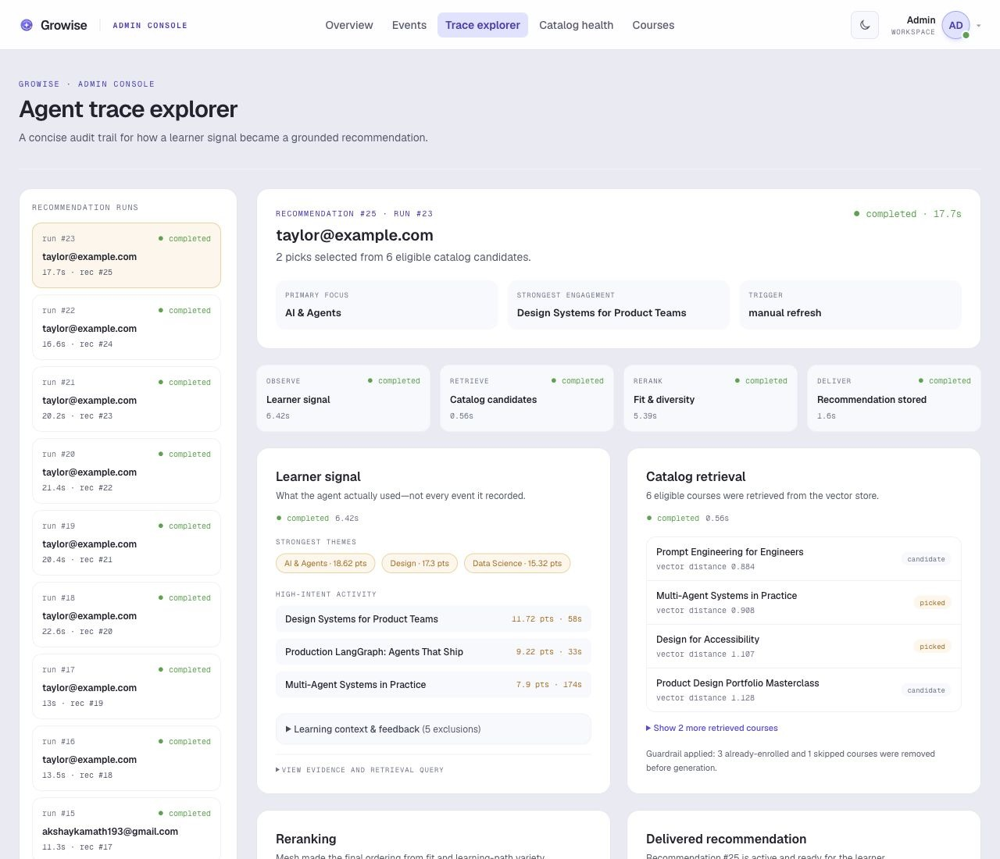 Growise
ADMIN CONSOLE
Overview
Events
Trace explorer
Catalog health
Courses
Admin
WORKSPACE
AD
GROWISE · ADMIN CONSOLE
Agent trace explorer
A concise audit trail for how a learner signal became a grounded recommendation.
RECOMMENDATION RUNS
run #23 ● completed
taylor@example.com
17.7s · rec #25
run #22 ● completed
taylor@example.com
16.6s · rec #24
run #21 ● completed
taylor@example.com
20.2s · rec #23
run #20 ● completed
taylor@example.com
21.4s · rec #22
run #19 ● completed
taylor@example.com
20.4s · rec #21
run #18 ● completed
taylor@example.com
22.6s · rec #20
run #17 ● completed
taylor@example.com
13s · rec #19
run #16 ● completed
taylor@example.com
13.5s · rec #18
run #15 ● completed
akshaykamath193@gmail.com
11.3s · rec #17
RECOMMENDATION #25 · RUN #23
● completed · 17.7s
taylor@example.com
2 picks selected from 6 eligible catalog candidates.
PRIMARY FOCUS
AI & Agents
STRONGEST ENGAGEMENT
Design Systems for Product Teams
TRIGGER
manual refresh
OBSERVE ● completed
Learner signal
6.42s
RETRIEVE ● completed
Catalog candidates
0.56s
RERANK ● completed
Fit & diversity
5.39s
DELIVER ● completed
Recommendation stored
1.6s
Learner signal
What the agent actually used—not every event it recorded.
● completed 6.42s
STRONGEST THEMES
AI & Agents · 18.62 pts
Design · 17.3 pts
Data Science · 15.32 pts
HIGH-INTENT ACTIVITY
Design Systems for Product Teams 11.72 pts · 58s
Production LangGraph: Agents That Ship 9.22 pts · 33s
Multi-Agent Systems in Practice 7.9 pts · 174s
▶ Learning context & feedback (5 exclusions)
▶ VIEW EVIDENCE AND RETRIEVAL QUERY
Catalog retrieval
6 eligible courses were retrieved from the vector store.
● completed 0.56s
Prompt Engineering for Engineers
vector distance 0.884
candidate
Multi-Agent Systems in Practice
vector distance 0.908
picked
Design for Accessibility
vector distance 1.107
picked
Product Design Portfolio Masterclass
vector distance 1.128
candidate
▶ Show 2 more retrieved courses
Guardrail applied: 3 already-enrolled and 1 skipped courses were removed
before generation.
Reranking
Mesh made the final ordering from fit and learning-path variety.
Delivered recommendation
Recommendation #25 is active and ready for the learner.